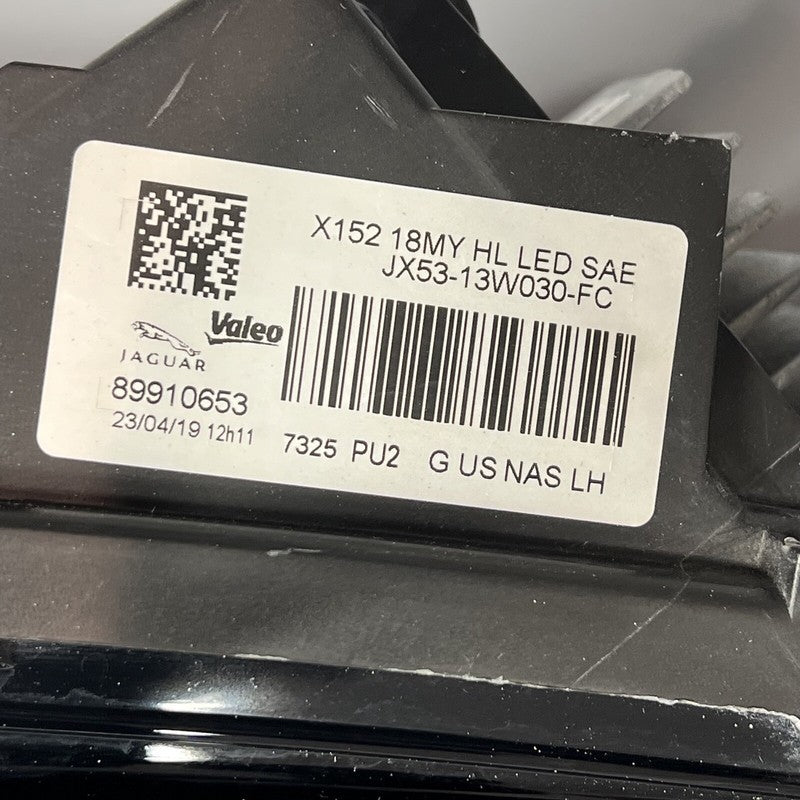 X152 18MY HL LED SAE
JX53-13W030-FC
Valeo
JAGUAR
89910653
23/04/19 12h11
7325 PU2 G US NAS LH